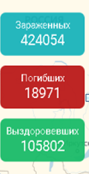 Зараженных
424054
Погибших
18971
Выздоровевших
105802